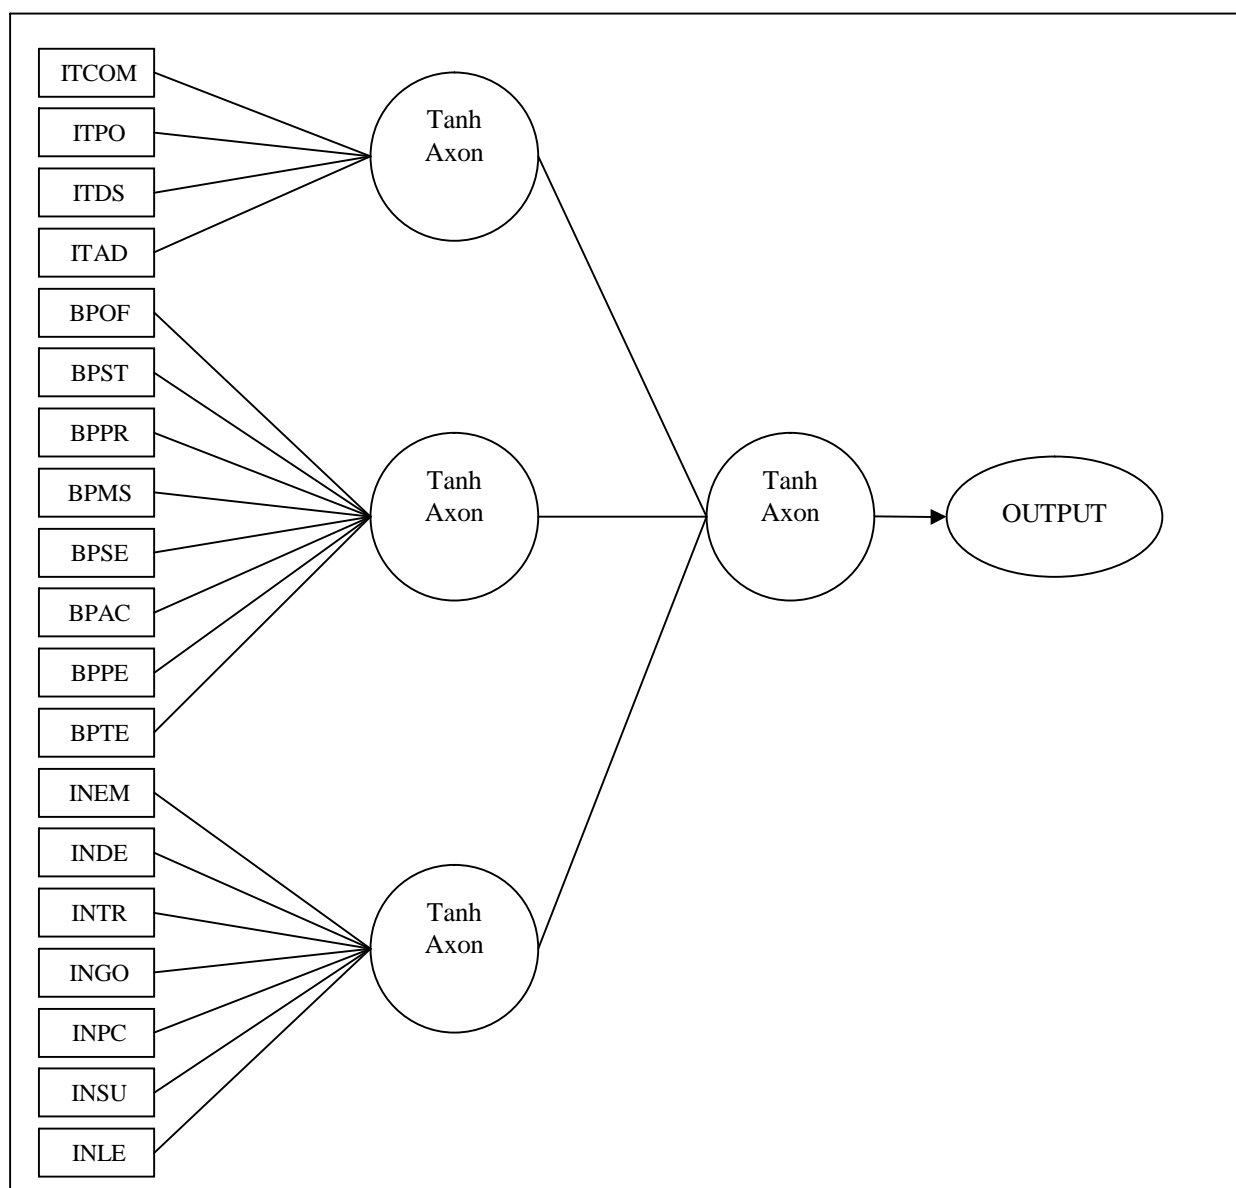 ITCOM
ITPO
ITDS
ITAD
BPOF
BPST
BPPR
BPMS
BPSE
BPAC
BPPE
BPTE
INEM
INDE
INTR
INGO
INPC
INSU
INLE
Tanh
Axon
Tanh
Axon
Tanh
Axon
Tanh
Axon
OUTPUT